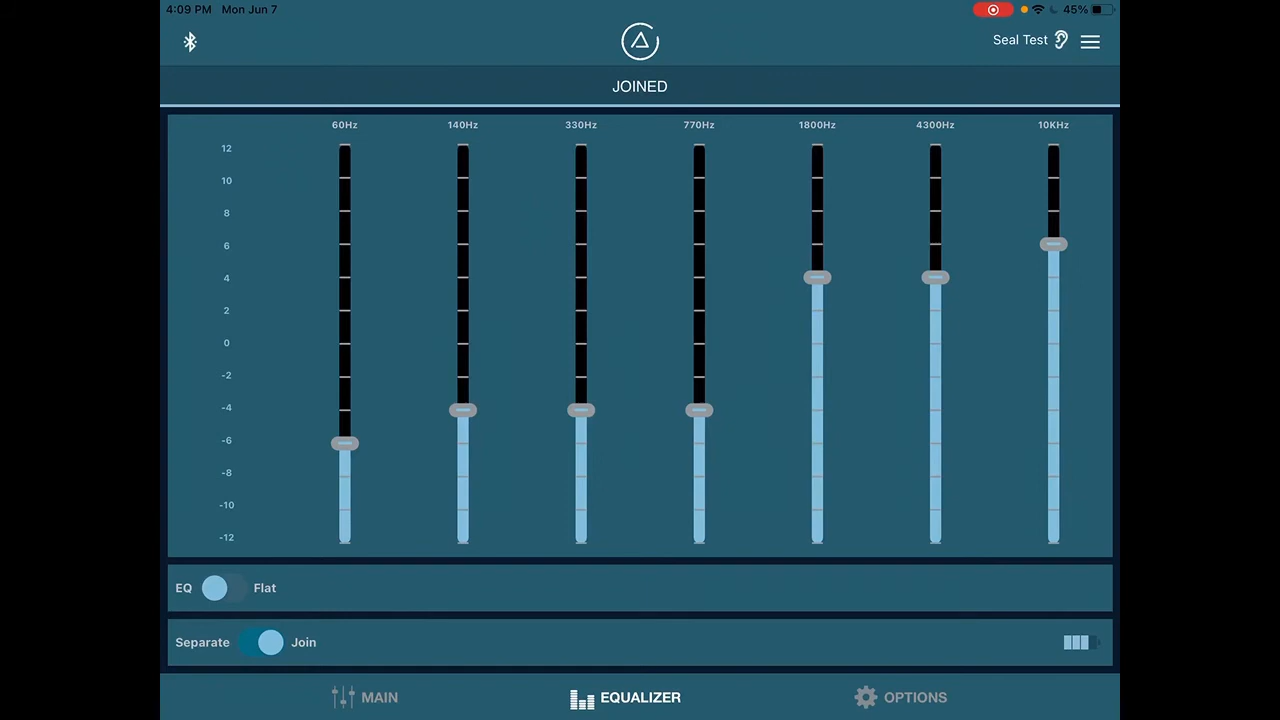 4:09 PM Mon Jun 7 45%
Seal Test
JOINED
60Hz 140Hz 330Hz 770Hz 1800Hz 4300Hz 10KHz
12
10
8
6
4
2
0
-2
-4
-6
-8
-10
-12
EQ Flat
Separate Join
MAIN EQUALIZER OPTIONS